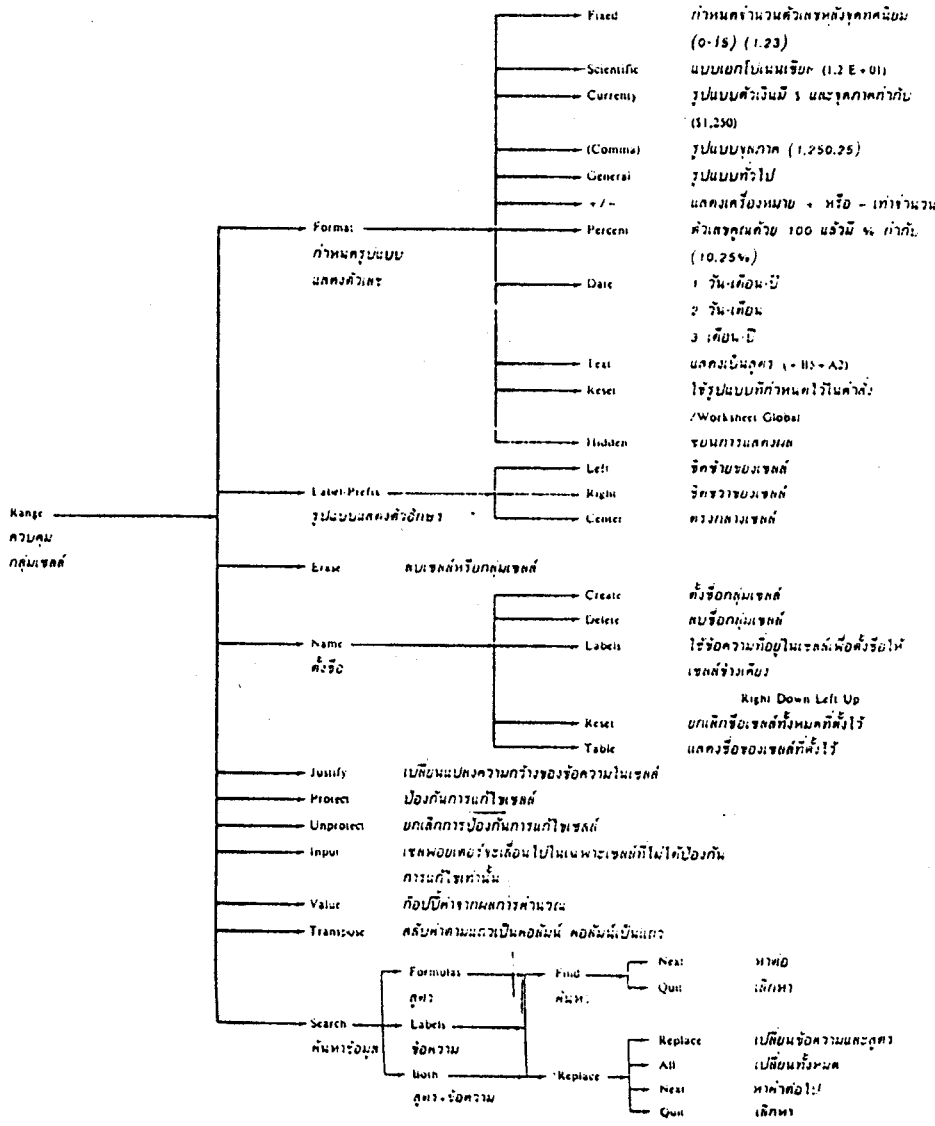 Fixed กำหนดจำนวนตัวเลขหลังจุดทศนิยม
(0-15) (1.23)
Scientific แบบเอกโปเนนเชียล (1.2 E + 01)
Currenty รูปแบบตัวเงินมี $ และจุดภาคกำกับ
($1,250)
(Comma) รูปแบบจุดภาค (1,250.25)
General รูปแบบทั่วไป
+/- แสดงเครื่องหมาย + หรือ - เท่าจำนวน
Format Percent ตัวเลขคูณด้วย 100 แล้วมี % กำกับ
กำหนดรูปแบบ (10.25%)
แสดงตัวเลข
Date 1 วัน-เดือน-ปี
2 วัน-เดือน
3 เดือน-ปี
Text แสดงเป็นสูตร (+B5+A2)
Reset ใช้รูปแบบที่กำหนดไว้ในคำสั่ง
/Worksheet Global
Hidden ซ่อนการแสดงผล
Left ชิดซ้ายของเซลล์
Label-Prefix Right ชิดขวาของเซลล์
รูปแบบแสดงตัวอักษร Center ตรงกลางเซลล์
Range
ควบคุม
กลุ่มเซลล์
Erase ลบเซลล์หรือกลุ่มเซลล์
Create ตั้งชื่อกลุ่มเซลล์
Delete ลบชื่อกลุ่มเซลล์
Name Labels ใช้ข้อความที่อยู่ในเซลล์เพื่อตั้งชื่อให้
ตั้งชื่อ เซลล์ข้างเคียง
Right Down Left Up
Reset ยกเลิกชื่อเซลล์ทั้งหมดที่ตั้งไว้
Table แสดงชื่อของเซลล์ที่ตั้งไว้
Justify เปลี่ยนแปลงความกว้างของข้อความในเซลล์
Protect ป้องกันการแก้ไขเซลล์
Unprotect ยกเลิกการป้องกันการแก้ไขเซลล์
Input เซลพอยเตอร์จะเลื่อนไปในเฉพาะเซลล์ที่ไม่ได้ป้องกัน
การแก้ไขเท่านั้น
Value ก๊อปปี้ค่าจากผลการคำนวณ
Transpose สลับค่าตามแถวเป็นคอลัมน์ คอลัมน์เป็นแถว
Formulas Find Next หาต่อ
สูตร ค้นหา Quit เลิกหา
Search Labels
ค้นหาข้อมูล ข้อความ
Both Replace
สูตร+ข้อความ
Replace เปลี่ยนข้อความและสูตร
All เปลี่ยนทั้งหมด
Next หาคำต่อไป
Quit เลิกหา